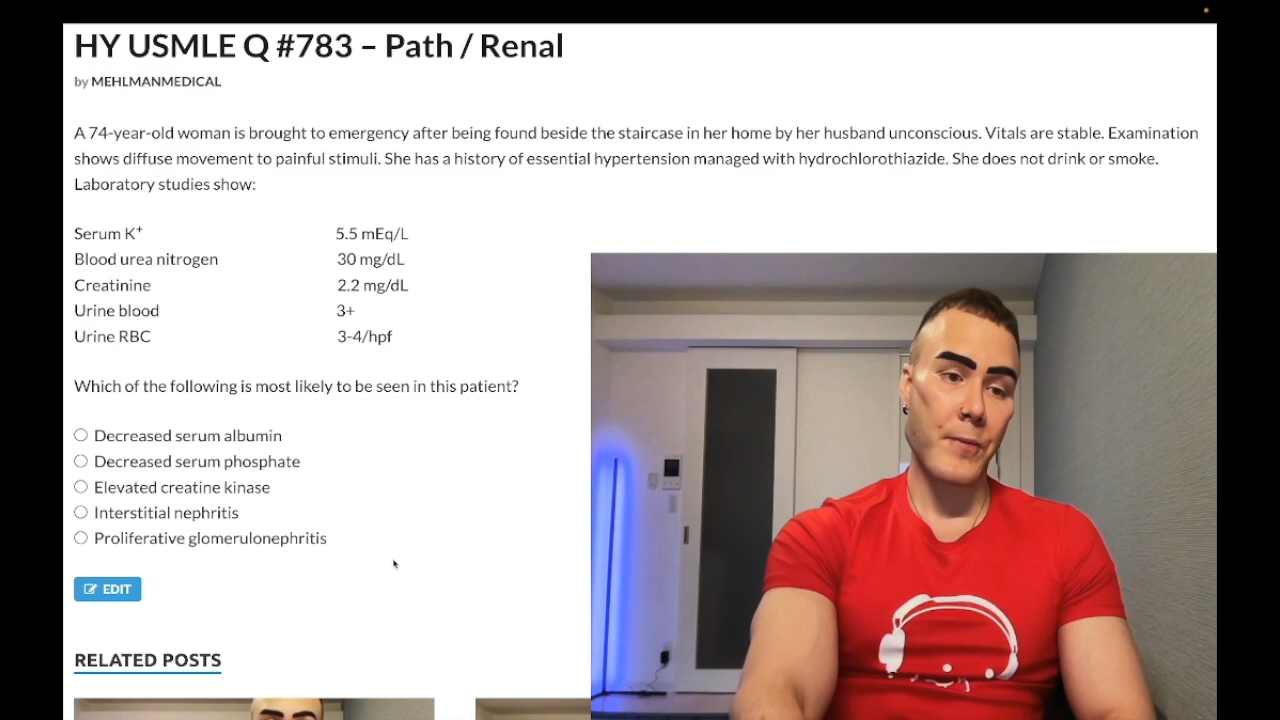 HY USMLE Q #783 – Path / Renal
by MEHLMANMEDICAL
A 74-year-old woman is brought to emergency after being found beside the staircase in her home by her husband unconscious. Vitals are stable. Examination
shows diffuse movement to painful stimuli. She has a history of essential hypertension managed with hydrochlorothiazide. She does not drink or smoke.
Laboratory studies show:
Serum K⁺ 5.5 mEq/L
Blood urea nitrogen 30 mg/dL
Creatinine 2.2 mg/dL
Urine blood 3+
Urine RBC 3-4/hpf
Which of the following is most likely to be seen in this patient?
Decreased serum albumin
Decreased serum phosphate
Elevated creatine kinase
Interstitial nephritis
Proliferative glomerulonephritis
EDIT
RELATED POSTS